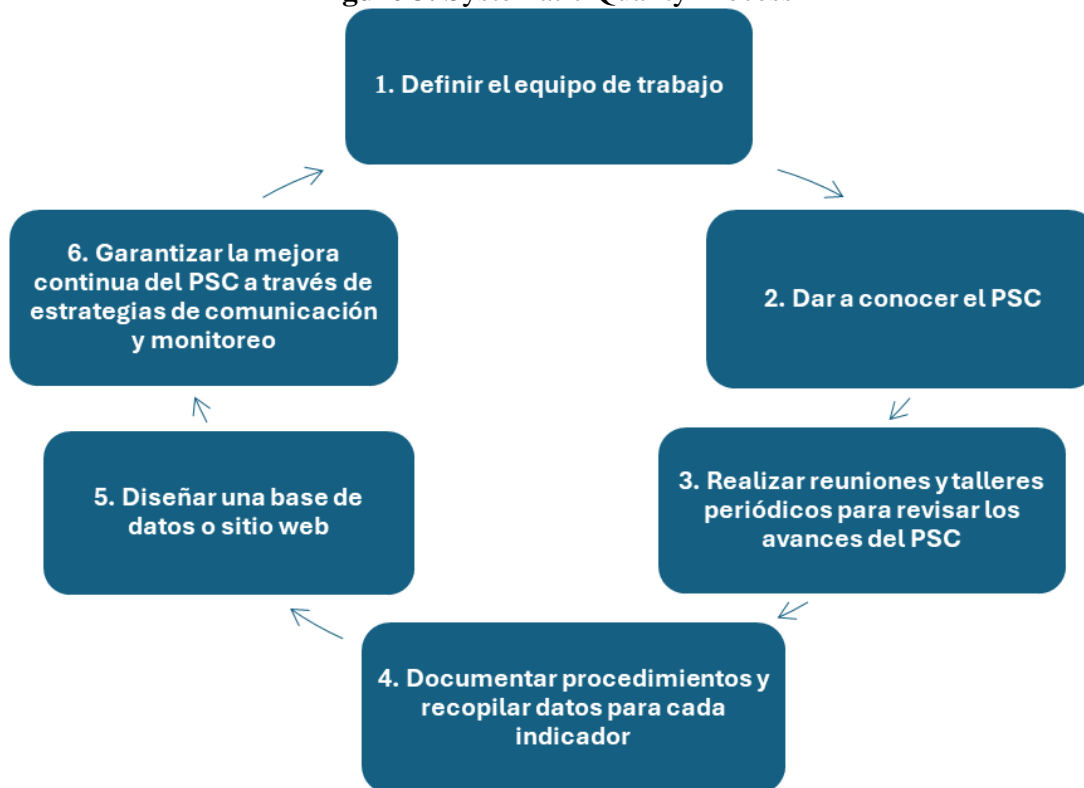 1. Definir el equipo de trabajo
2. Dar a conocer el PSC
3. Realizar reuniones y talleres
periódicos para revisar los
avances del PSC
4. Documentar procedimientos y
recopilar datos para cada
indicador
5. Diseñar una base de
datos o sitio web
6. Garantizar la mejora
continua del PSC a través de
estrategias de comunicación
y monitoreo